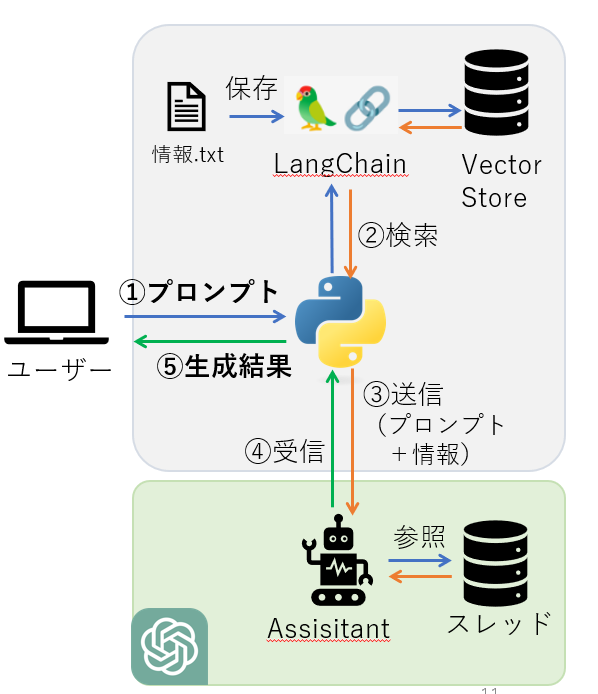 保存
情報.txt
LangChain
Vector
Store
②検索
①プロンプト
ユーザー
⑤生成結果
③送信
（プロンプト
＋情報）
④受信
参照
Assisitant
スレッド